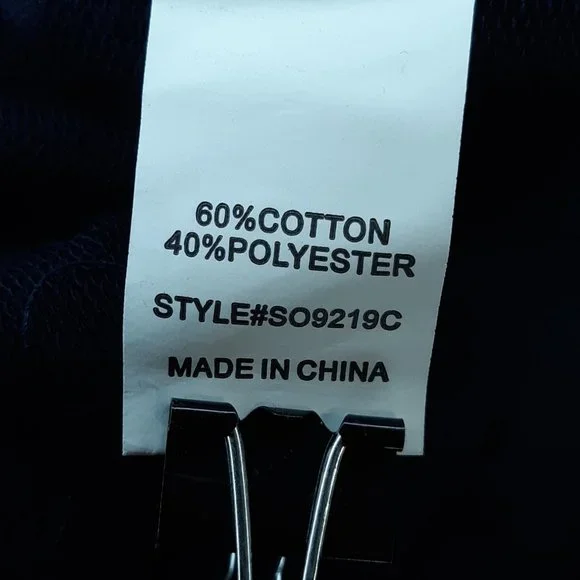 60%COTTON
40%POLYESTER
STYLE#SO9219C
MADE IN CHINA